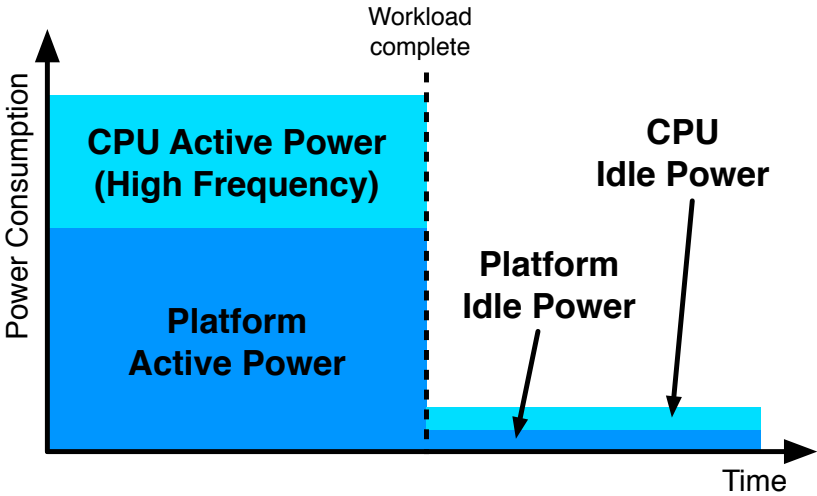 Workload
complete
Power Consumption
CPU Active Power
(High Frequency)
Platform
Active Power
CPU
Idle Power
Platform
Idle Power
Time